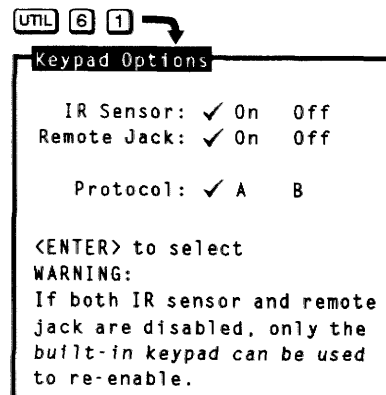 UTIL 6 1
Keypad Options
IR Sensor: ✓ On Off
Remote Jack: ✓ On Off
Protocol: ✓ A B
<ENTER> to select
WARNING:
If both IR sensor and remote
jack are disabled, only the
built-in keypad can be used
to re-enable.